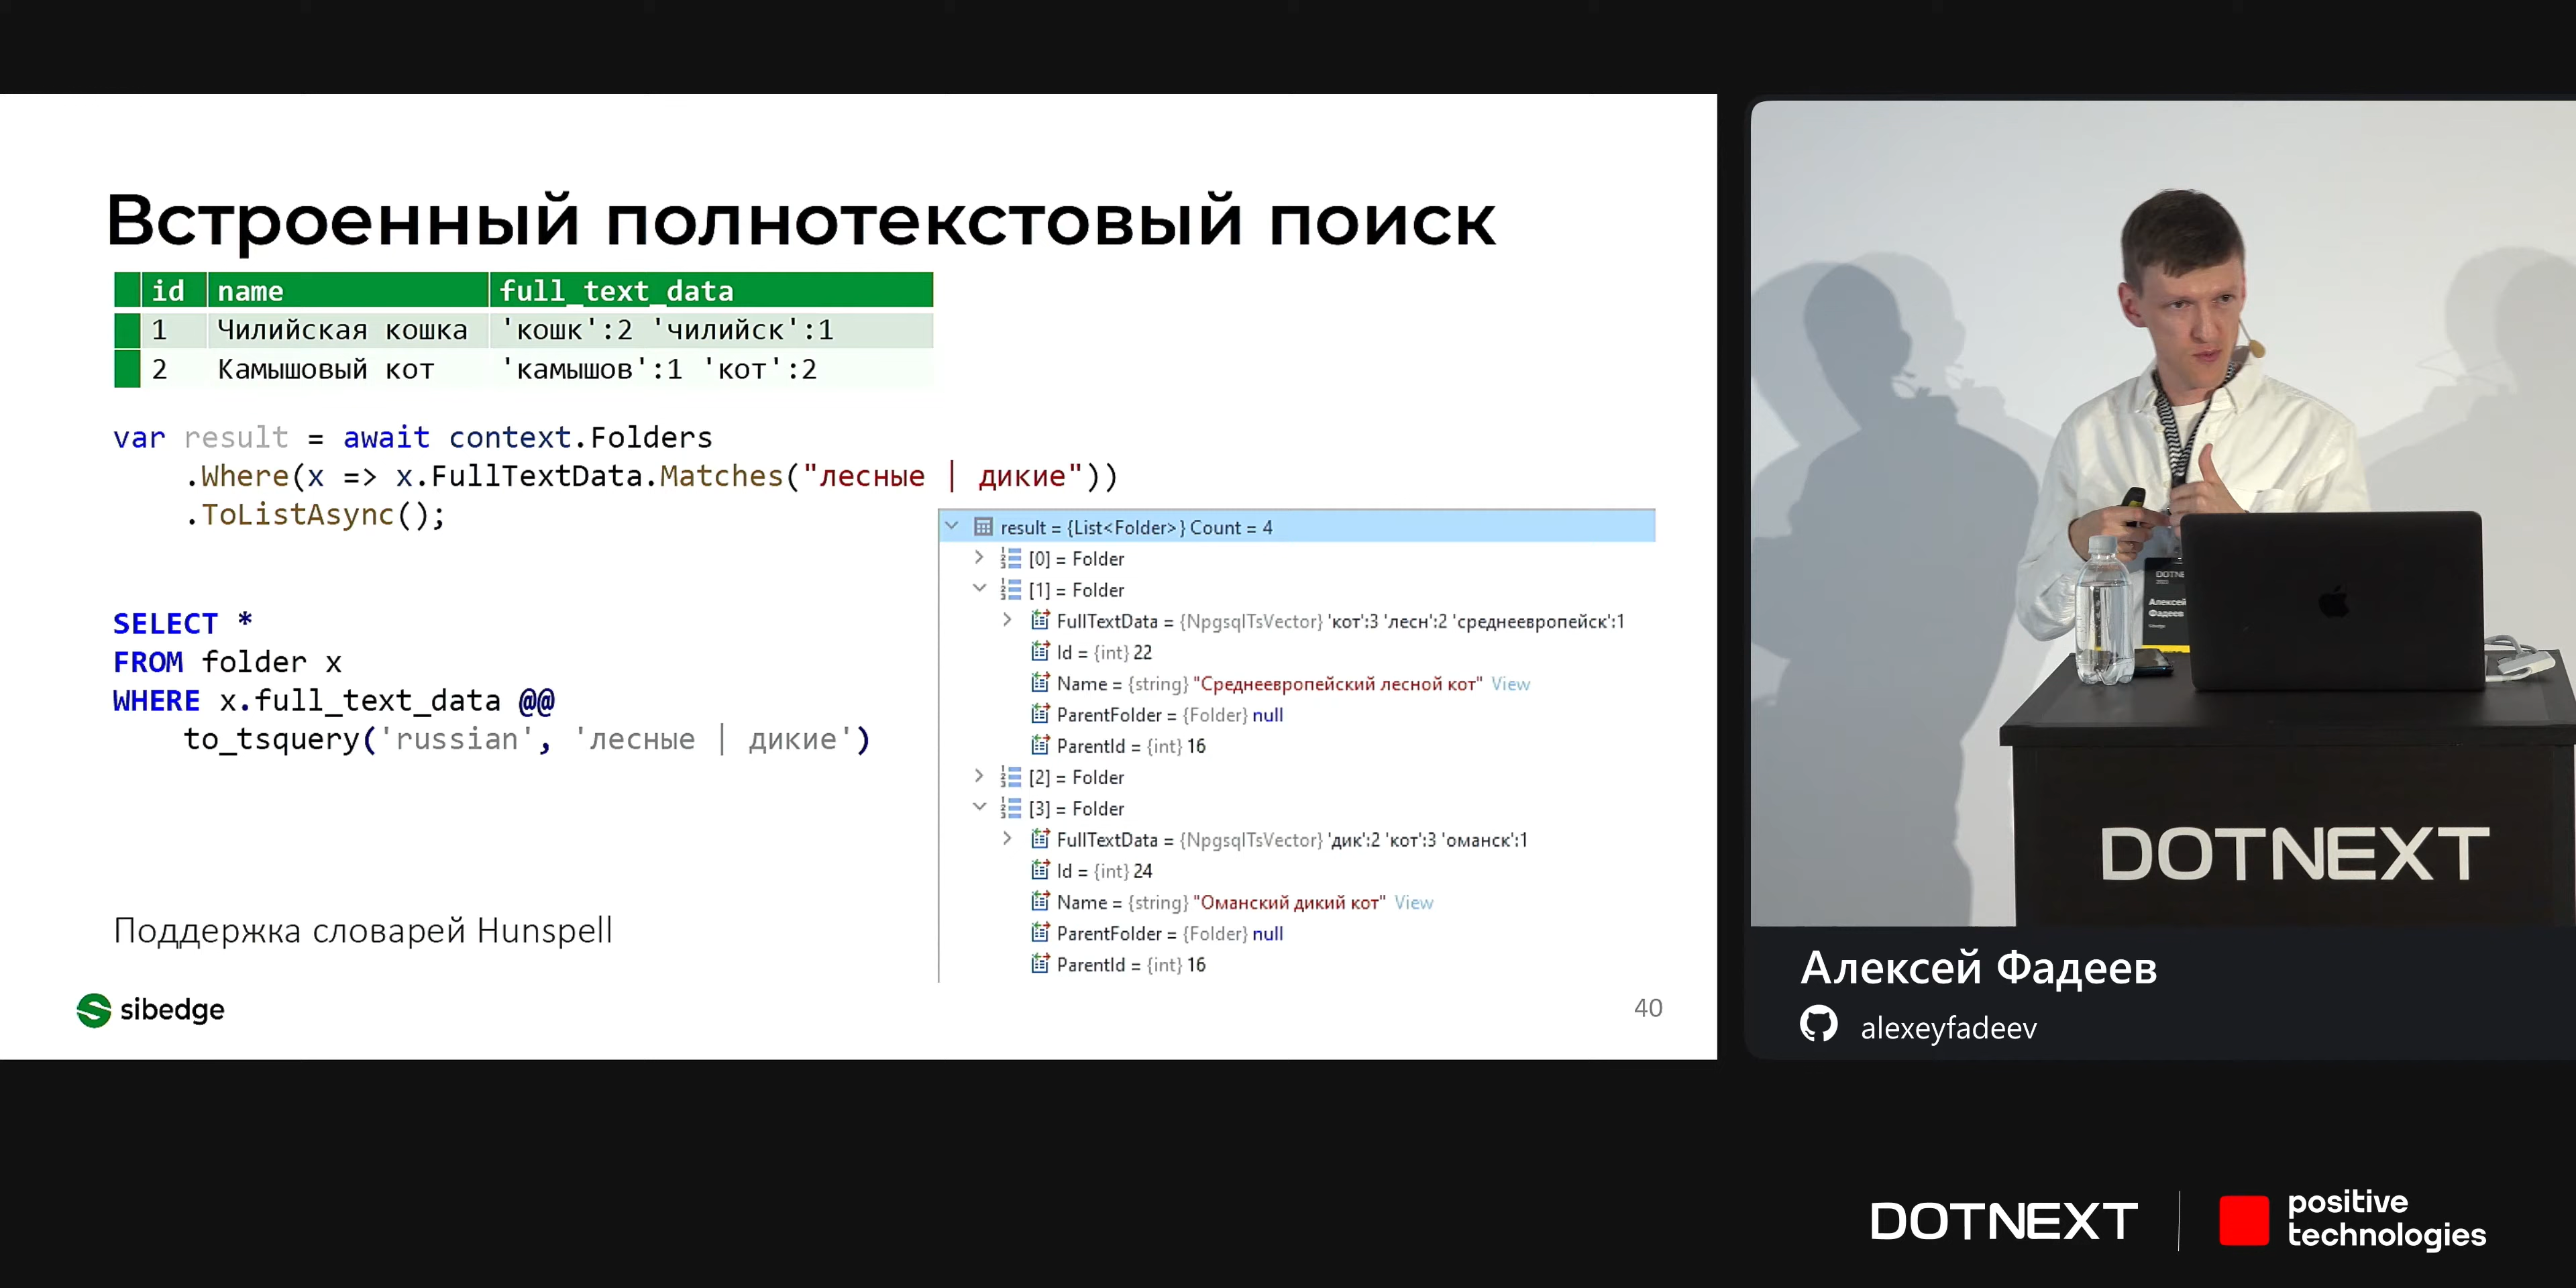 Встроенный полнотекстовый поиск
id name full_text_data
1 Чилийская кошка 'кошк':2 'чилийск':1
2 Камышовый кот 'камышов':1 'кот':2
var result = await context.Folders
.Where(x => x.FullTextData.Matches("лесные | дикие"))
.ToListAsync();
SELECT *
FROM folder x
WHERE x.full_text_data @@
to_tsquery('russian', 'лесные | дикие')
result = {List<Folder>} Count = 4
[0] = Folder
[1] = Folder
FullTextData = {NpgsqlTsVector} 'кот':3 'лесн':2 'среднеевропейск':1
Id = {int} 22
Name = {string} "Среднеевропейский лесной кот" View
ParentFolder = {Folder} null
ParentId = {int} 16
[2] = Folder
[3] = Folder
FullTextData = {NpgsqlTsVector} 'дик':2 'кот':3 'оманск':1
Id = {int} 24
Name = {string} "Оманский дикий кот" View
ParentFolder = {Folder} null
ParentId = {int} 16
Поддержка словарей Hunspell
sibedge
40
Алексей
Фадеев
DOTNEXT
Алексей Фадеев
alexeyfadeev
DOTNEXT
positive
technologies